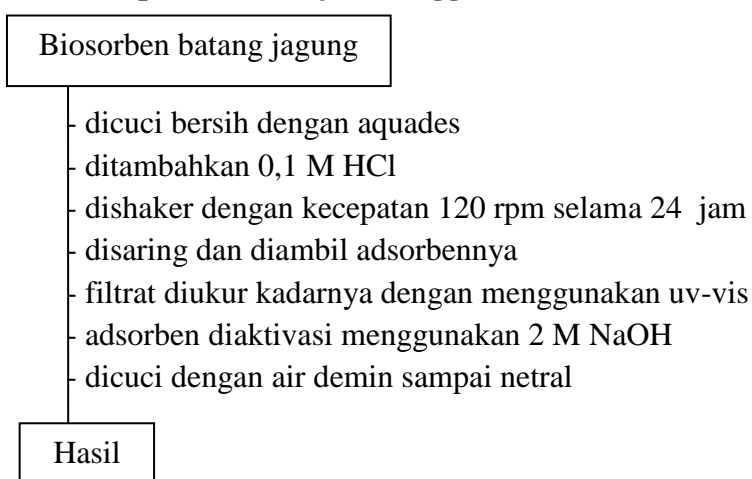 Biosorben batang jagung
- dicuci bersih dengan aquades
- ditambahkan 0,1 M HCl
- dishaker dengan kecepatan 120 rpm selama 24 jam
- disaring dan diambil adsorbennya
- filtrat diukur kadarnya dengan menggunakan uv-vis
- adsorben diaktivasi menggunakan 2 M NaOH
- dicuci dengan air demin sampai netral
Hasil